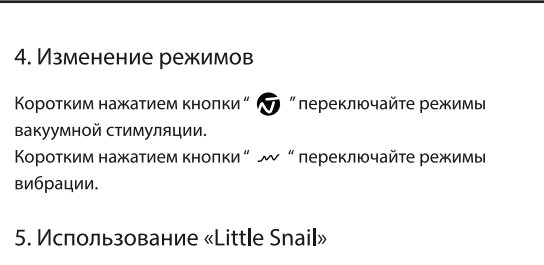 4. Изменение режимов
Коротким нажатием кнопки “ ” переключайте режимы
вакуумной стимуляции.
Коротким нажатием кнопки “ “ переключайте режимы
вибрации.
5. Использование «Little Snail»